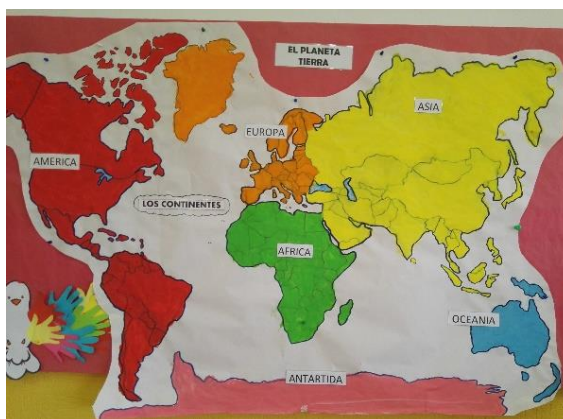 EL PLANETA
TIERRA
ASIA
EUROPA
AMERICA
LOS CONTINENTES
AFRICA
OCEANIA
ANTARTIDA